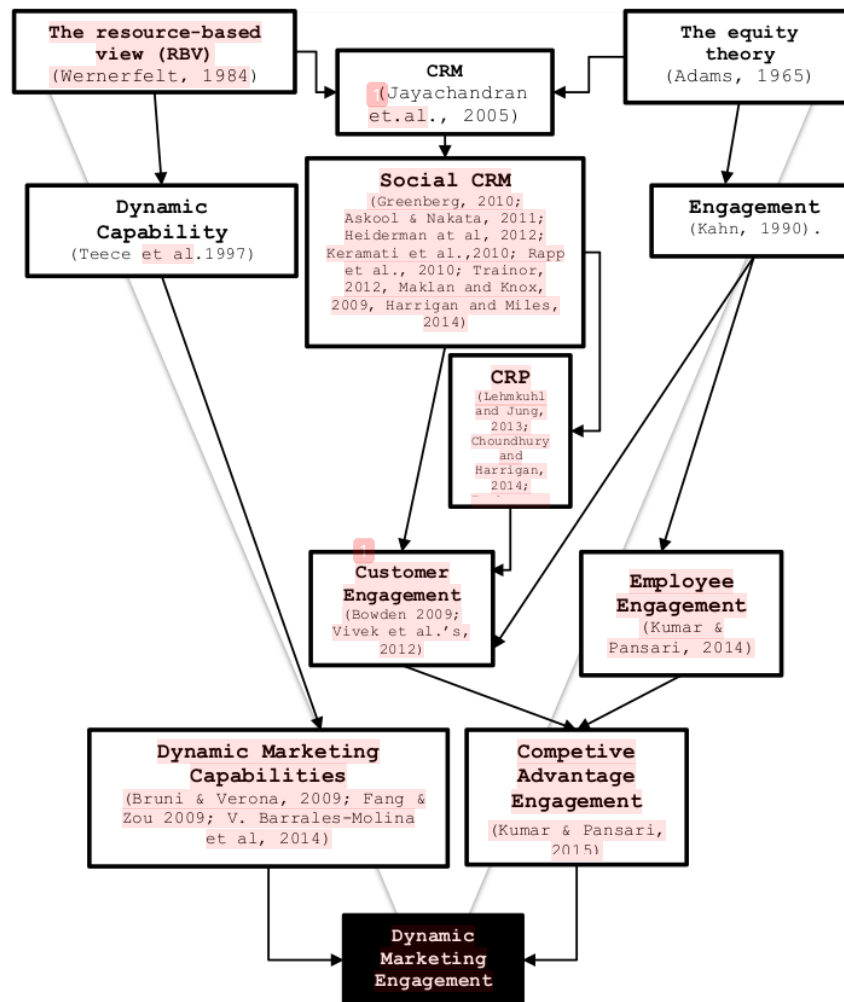 The resource-based
view (RBV)
(Wernerfelt, 1984)
CRM
1
(Jayachandran
et.al., 2005)
The equity
theory
(Adams, 1965)
Dynamic
Capability
(Teece et al.1997)
Social CRM
(Greenberg, 2010;
Askool & Nakata, 2011;
Heiderman at al, 2012;
Keramati et al.,2010; Rapp
et al., 2010; Trainor,
2012, Maklan and Knox,
2009, Harrigan and Miles,
2014)
Engagement
(Kahn, 1990).
CRP
(Lehmkuhl
and Jung,
2013;
Choundhury
and
Harrigan,
2014;
1
Customer
Engagement
(Bowden 2009;
Vivek et al.’s,
2012)
Employee
Engagement
(Kumar &
Pansari, 2014)
Dynamic Marketing
Capabilities
(Bruni & Verona, 2009; Fang &
Zou 2009; V. Barrales-Molina
et al, 2014)
Competive
Advantage
Engagement
(Kumar & Pansari,
2015)
Dynamic
Marketing
Engagement